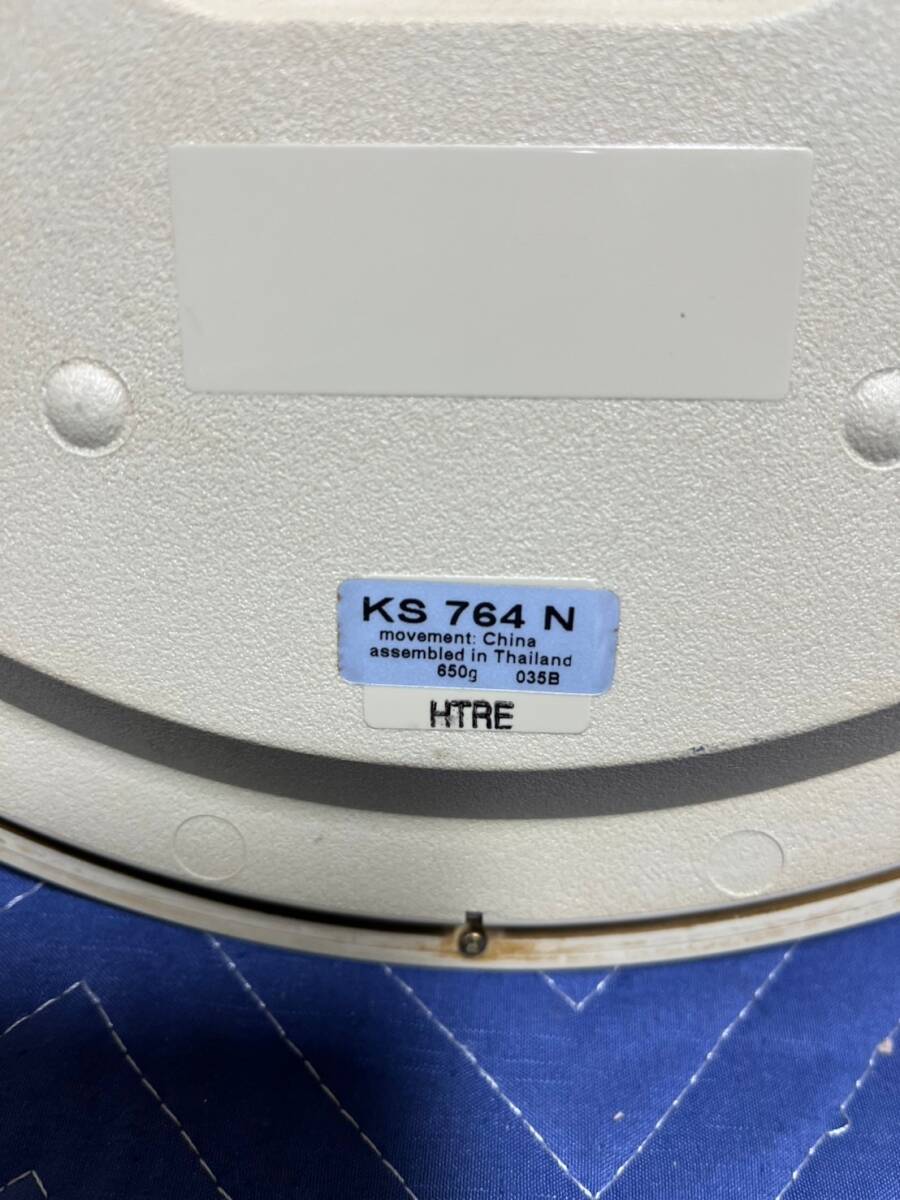 KS 764 N
movement: China
assembled in Thailand
650g 035B
HTRE